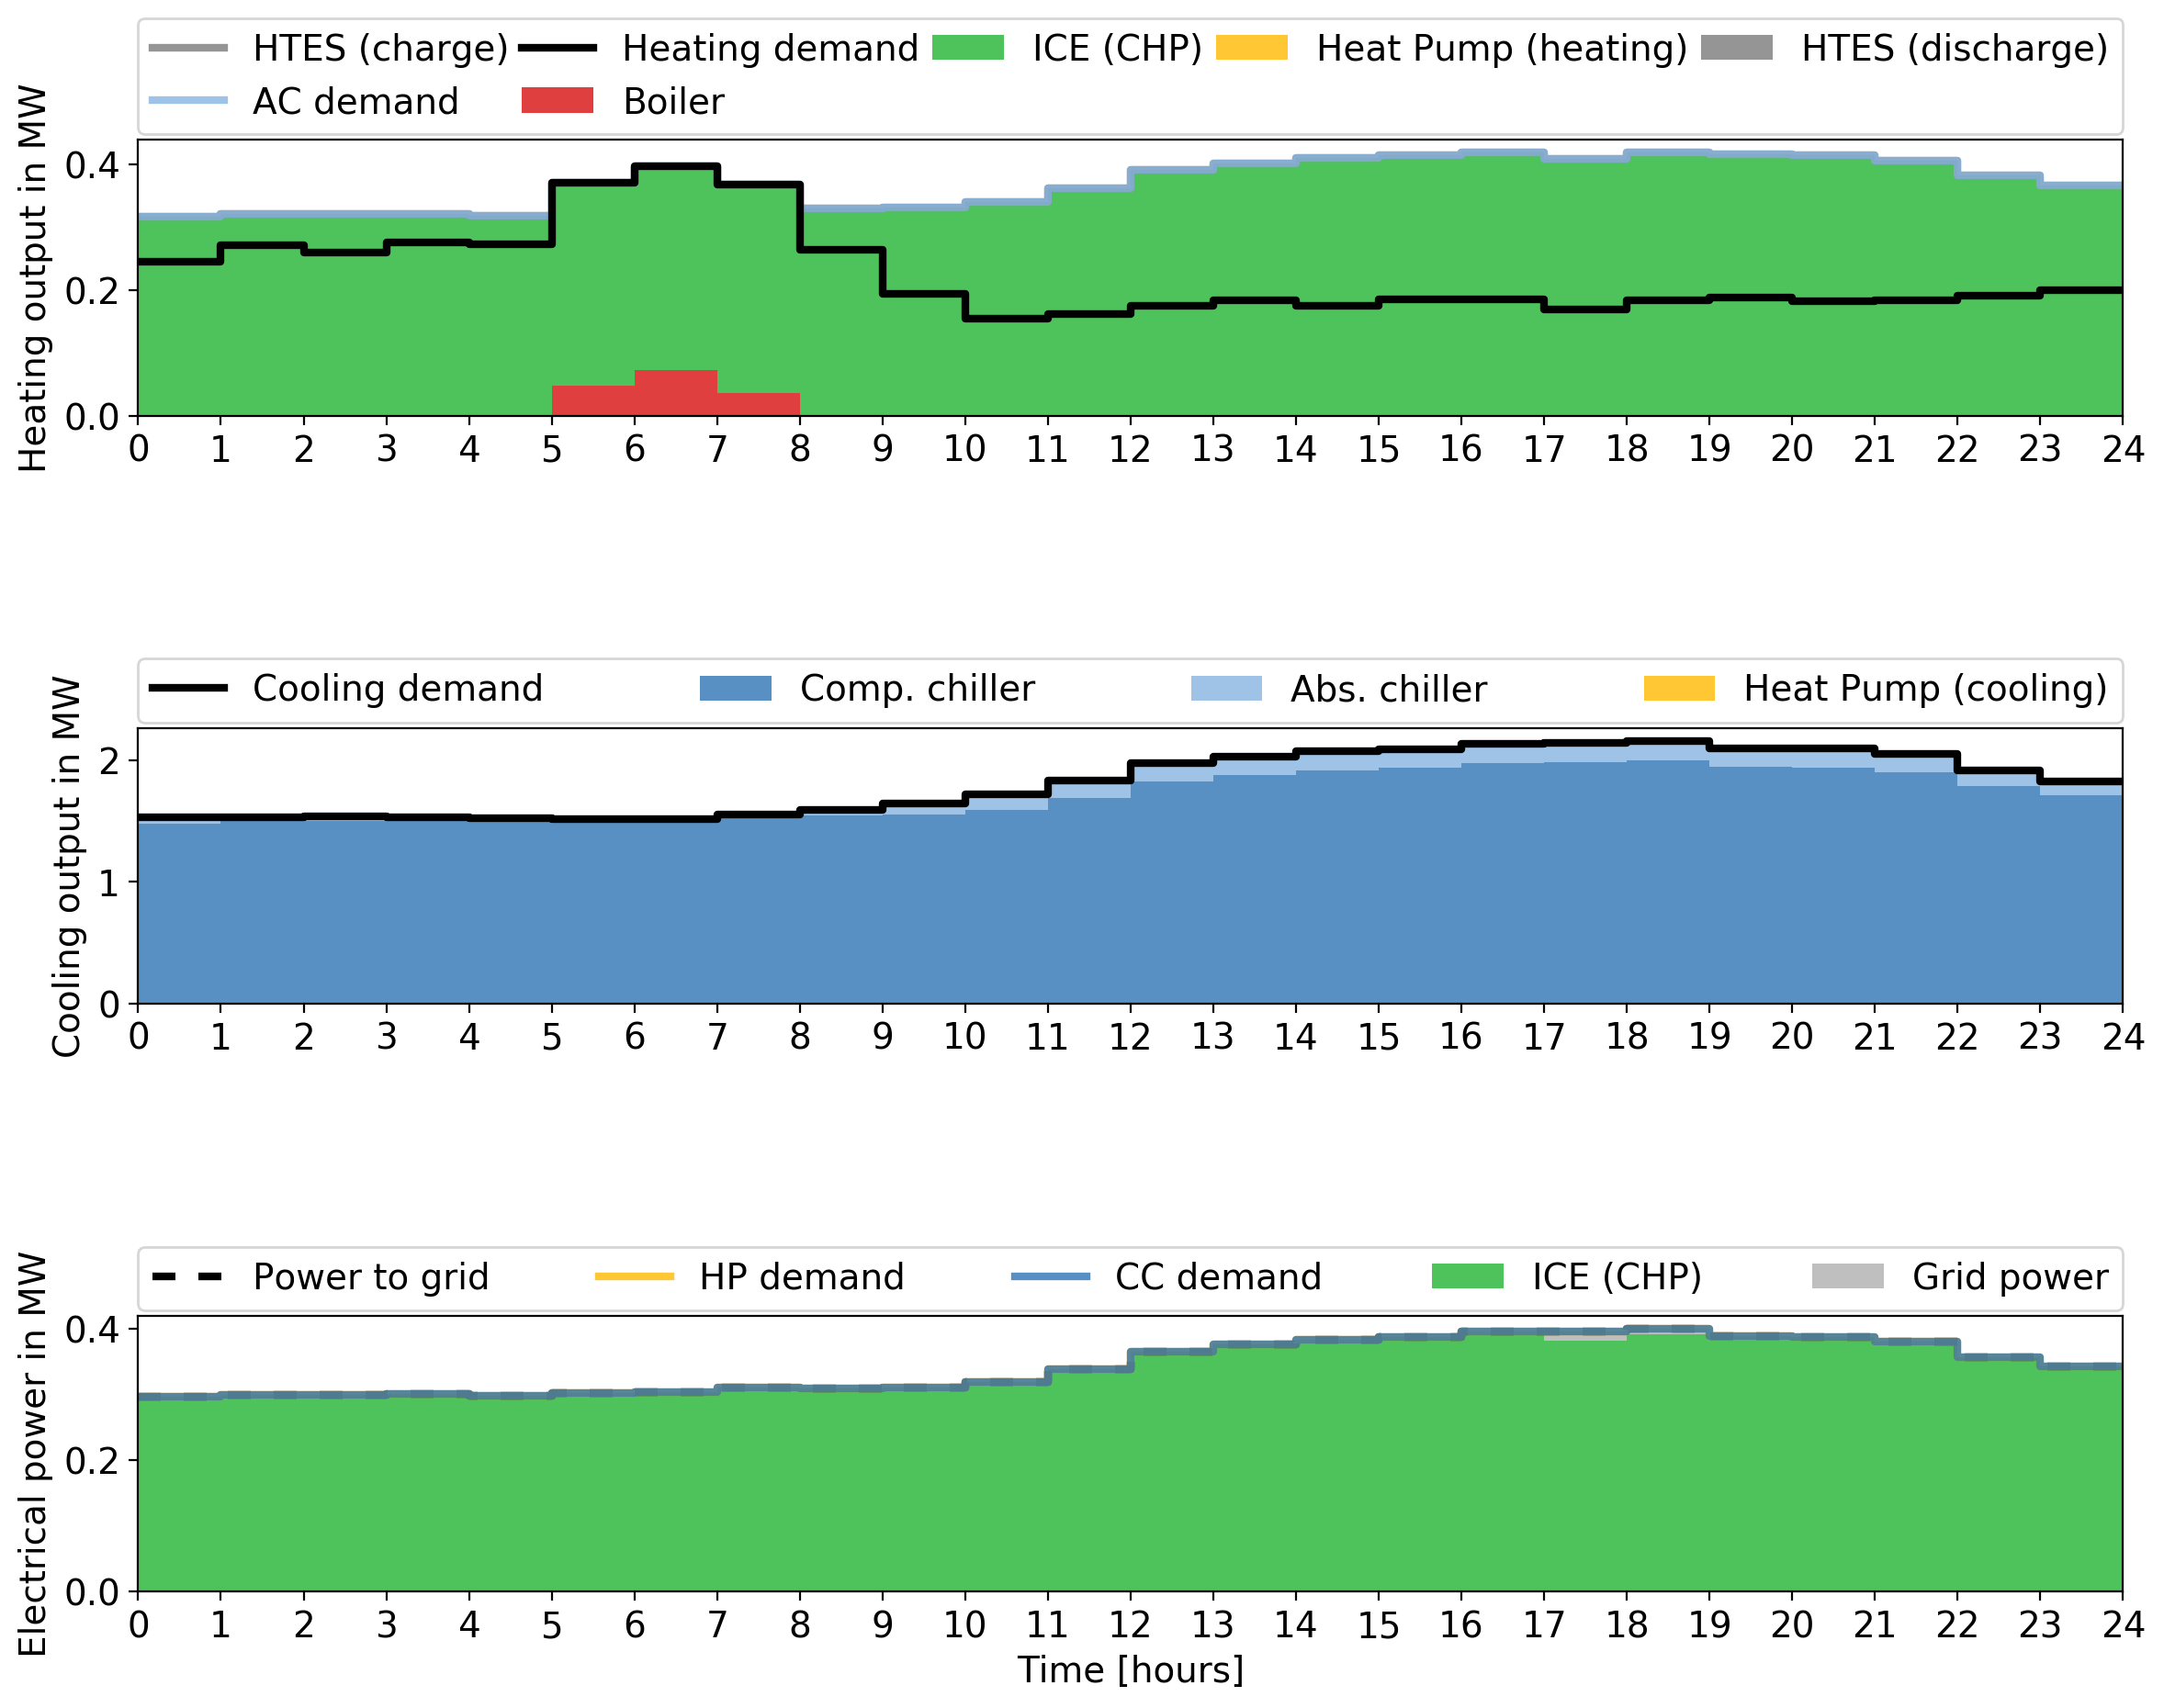 HTES (charge) Heating demand ICE (CHP) Heat Pump (heating) HTES (discharge)
AC demand Boiler
Heating output in MW
0.4
0.2
0.0
0 1 2 3 4 5 6 7 8 9 10 11 12 13 14 15 16 17 18 19 20 21 22 23 24
Cooling demand Comp. chiller Abs. chiller Heat Pump (cooling)
Cooling output in MW
2
1
0
0 1 2 3 4 5 6 7 8 9 10 11 12 13 14 15 16 17 18 19 20 21 22 23 24
Power to grid HP demand CC demand ICE (CHP) Grid power
Electrical power in MW
0.4
0.2
0.0
0 1 2 3 4 5 6 7 8 9 10 11 12 13 14 15 16 17 18 19 20 21 22 23 24
Time [hours]